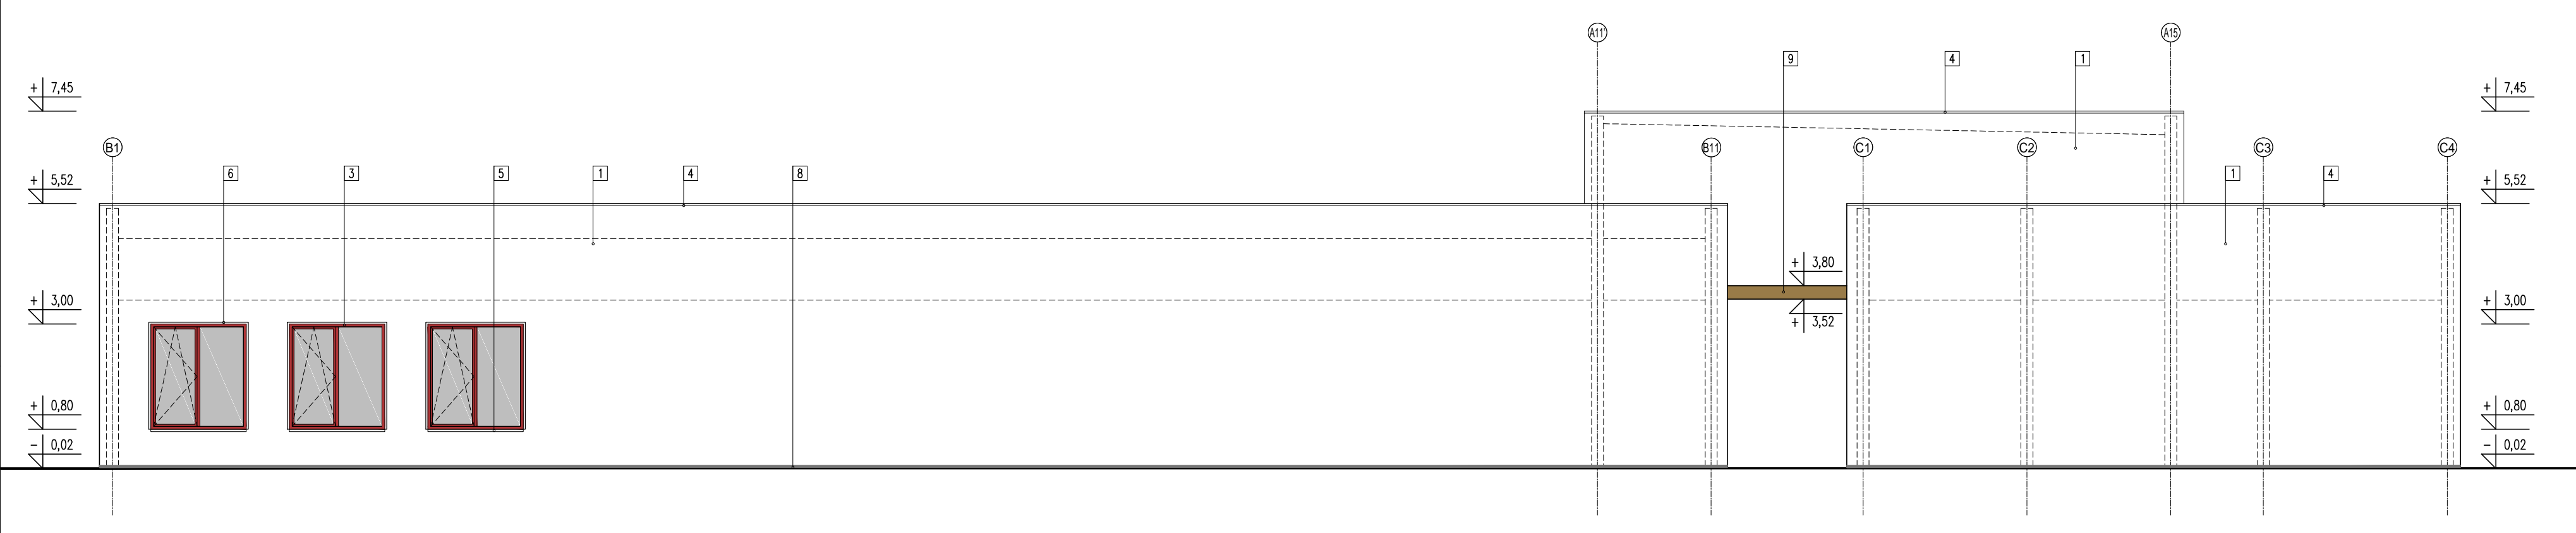 A11' A15
9 4 1
+ 7,45 + 7,45
B1 B11 C1 C2 C3 C4
6 3 5 1 4 8 1 4
+ 5,52 + 5,52
+ 3,80
+ 3,00 + 3,00
+ 3,52
+ 0,80 + 0,80
- 0,02 - 0,02